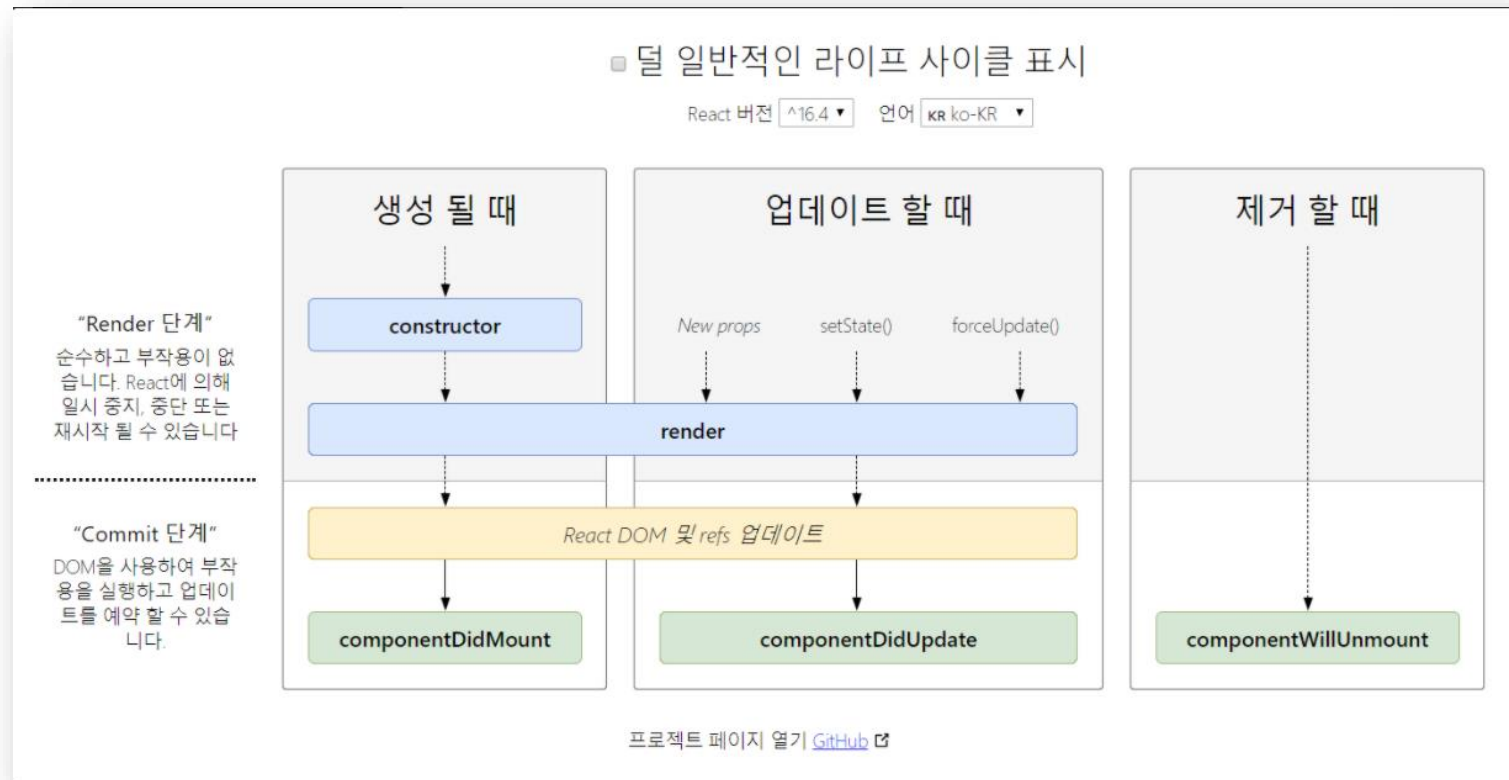 덜 일반적인 라이프 사이클 표시
React 버전 ^16.4 언어 KR ko-KR
생성 될 때
업데이트 할 때
제거 할 때
“Render 단계”
순수하고 부작용이 없
습니다. React에 의해
일시 중지, 중단 또는
재시작 될 수 있습니다
constructor
New props
setState()
forceUpdate()
render
“Commit 단계”
DOM을 사용하여 부작
용을 실행하고 업데이
트를 예약 할 수 있습
니다.
React DOM 및 refs 업데이트
componentDidMount
componentDidUpdate
componentWillUnmount
프로젝트 페이지 열기 GitHub